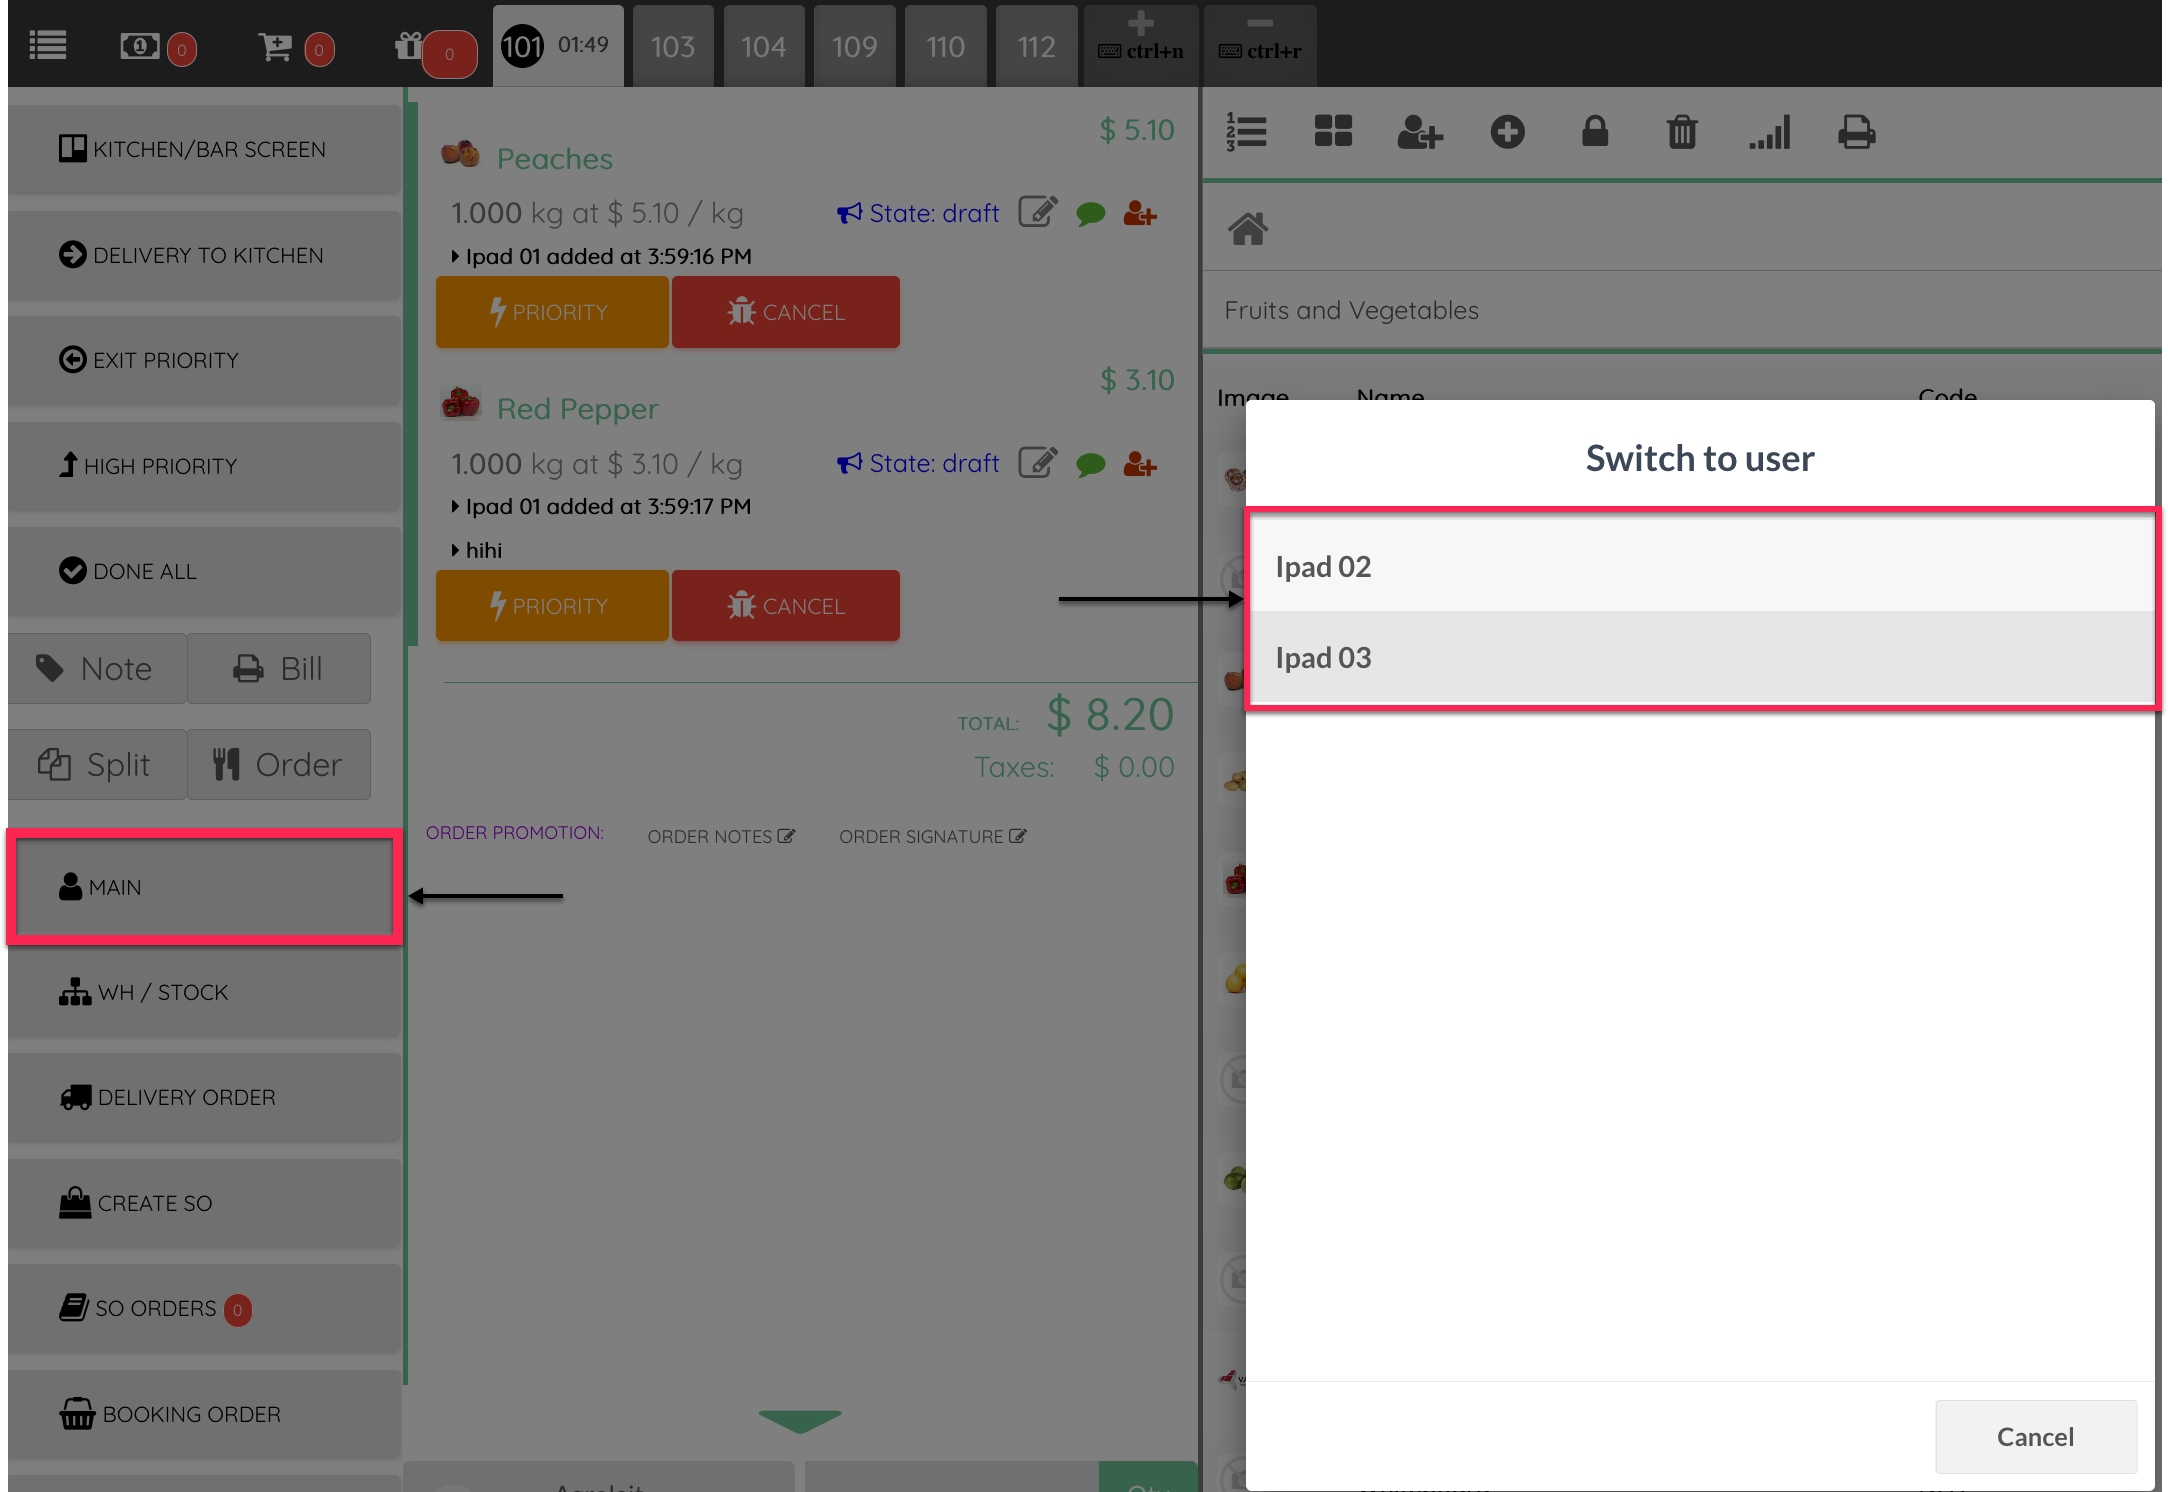 0
0
0
101 01:49
103
104
109
110
112
ctrl+n
ctrl+r
KITCHEN/BAR SCREEN
DELIVERY TO KITCHEN
EXIT PRIORITY
HIGH PRIORITY
DONE ALL
Note
Bill
Split
Order
MAIN
WH / STOCK
DELIVERY ORDER
CREATE SO
SO ORDERS 0
BOOKING ORDER
$ 5.10
Peaches
1.000 kg at $ 5.10 / kg
State: draft
Ipad 01 added at 3:59:16 PM
PRIORITY
CANCEL
$ 3.10
Red Pepper
1.000 kg at $ 3.10 / kg
State: draft
Ipad 01 added at 3:59:17 PM
hihi
PRIORITY
CANCEL
TOTAL: $ 8.20
Taxes: $ 0.00
ORDER PROMOTION:
ORDER NOTES
ORDER SIGNATURE
Qty
Fruits and Vegetables
Image
Name
Code
Switch to user
Ipad 02
Ipad 03
Cancel